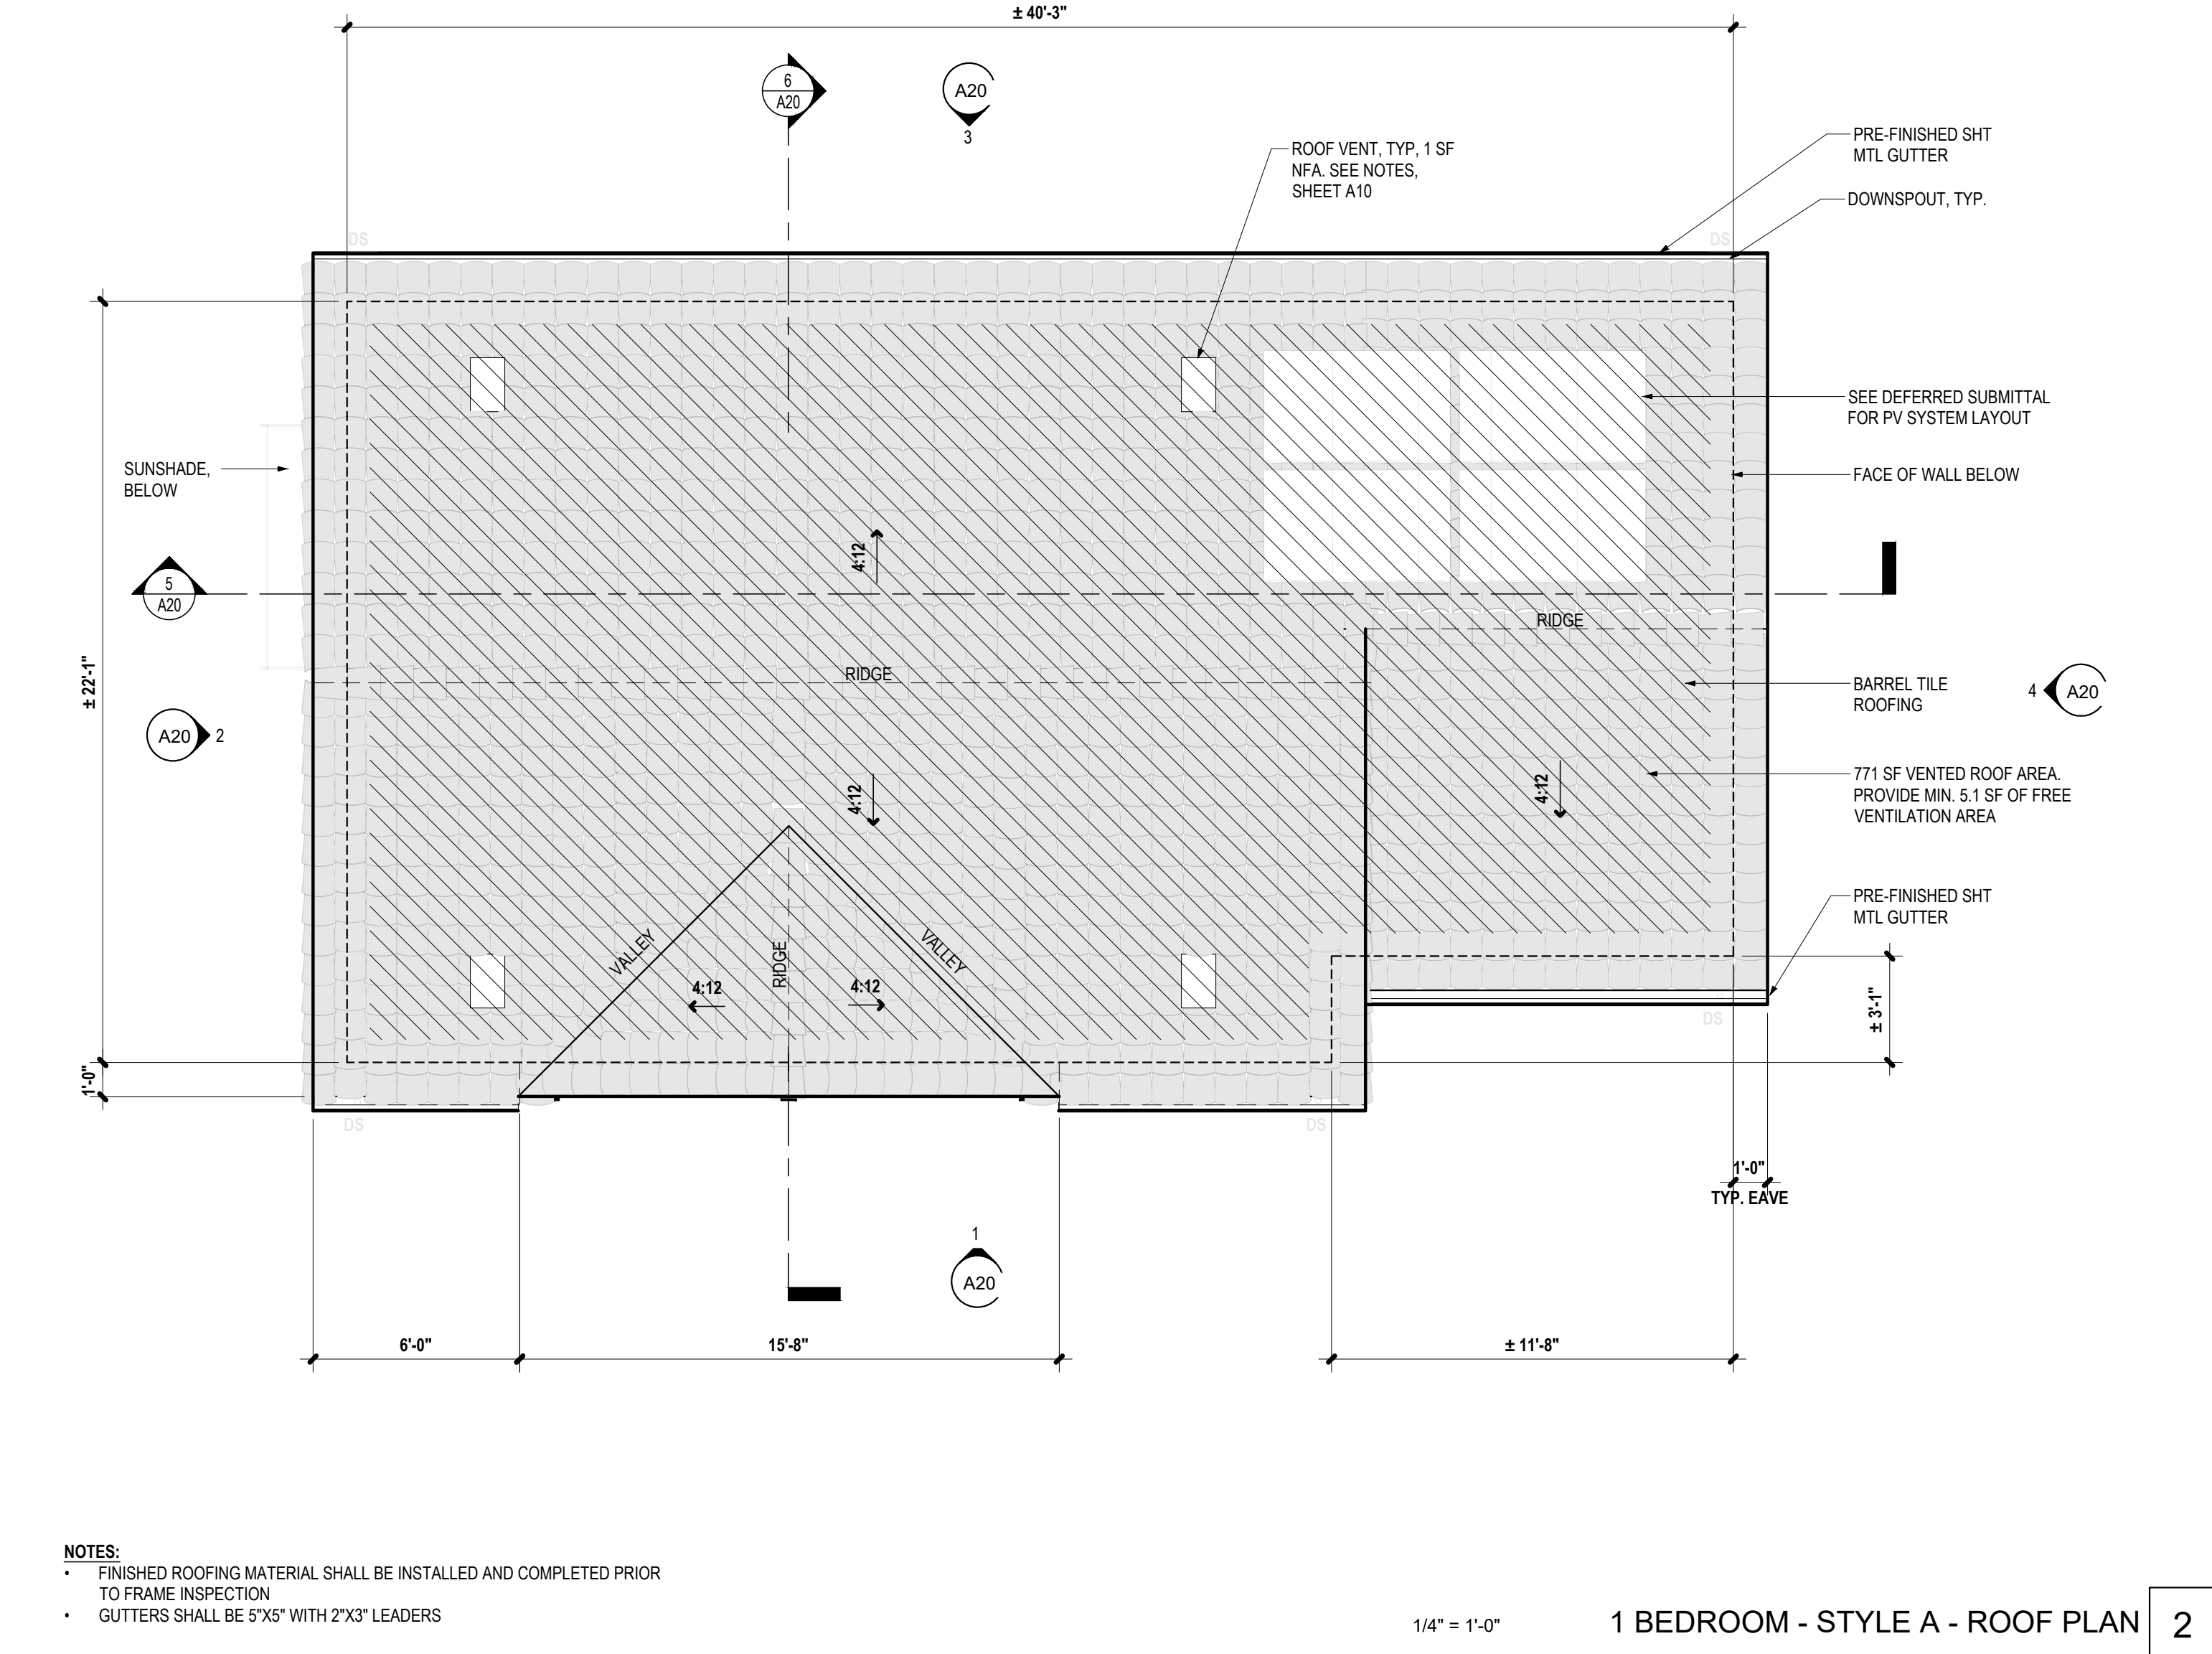 ± 40'-3"
6
A20
A20
3
ROOF VENT, TYP, 1 SF
NFA. SEE NOTES,
SHEET A10
PRE-FINISHED SHT
MTL GUTTER
DOWNSPOUT, TYP.
DS
DS
SEE DEFERRED SUBMITTAL
FOR PV SYSTEM LAYOUT
SUNSHADE,
BELOW
FACE OF WALL BELOW
4:12
5
A20
RIDGE
± 22'-1"
RIDGE
BARREL TILE
ROOFING
4
A20
A20
2
4:12
4:12
771 SF VENTED ROOF AREA.
PROVIDE MIN. 5.1 SF OF FREE
VENTILATION AREA
PRE-FINISHED SHT
MTL GUTTER
VALLEY
RIDGE
VALLEY
4:12
4:12
± 3'-1"
DS
1'-0"
DS
DS
1'-0"
TYP. EAVE
1
A20
6'-0"
15'-8"
± 11'-8"
NOTES:
• FINISHED ROOFING MATERIAL SHALL BE INSTALLED AND COMPLETED PRIOR
TO FRAME INSPECTION
• GUTTERS SHALL BE 5"X5" WITH 2"X3" LEADERS
1/4" = 1'-0"
1 BEDROOM - STYLE A - ROOF PLAN
2